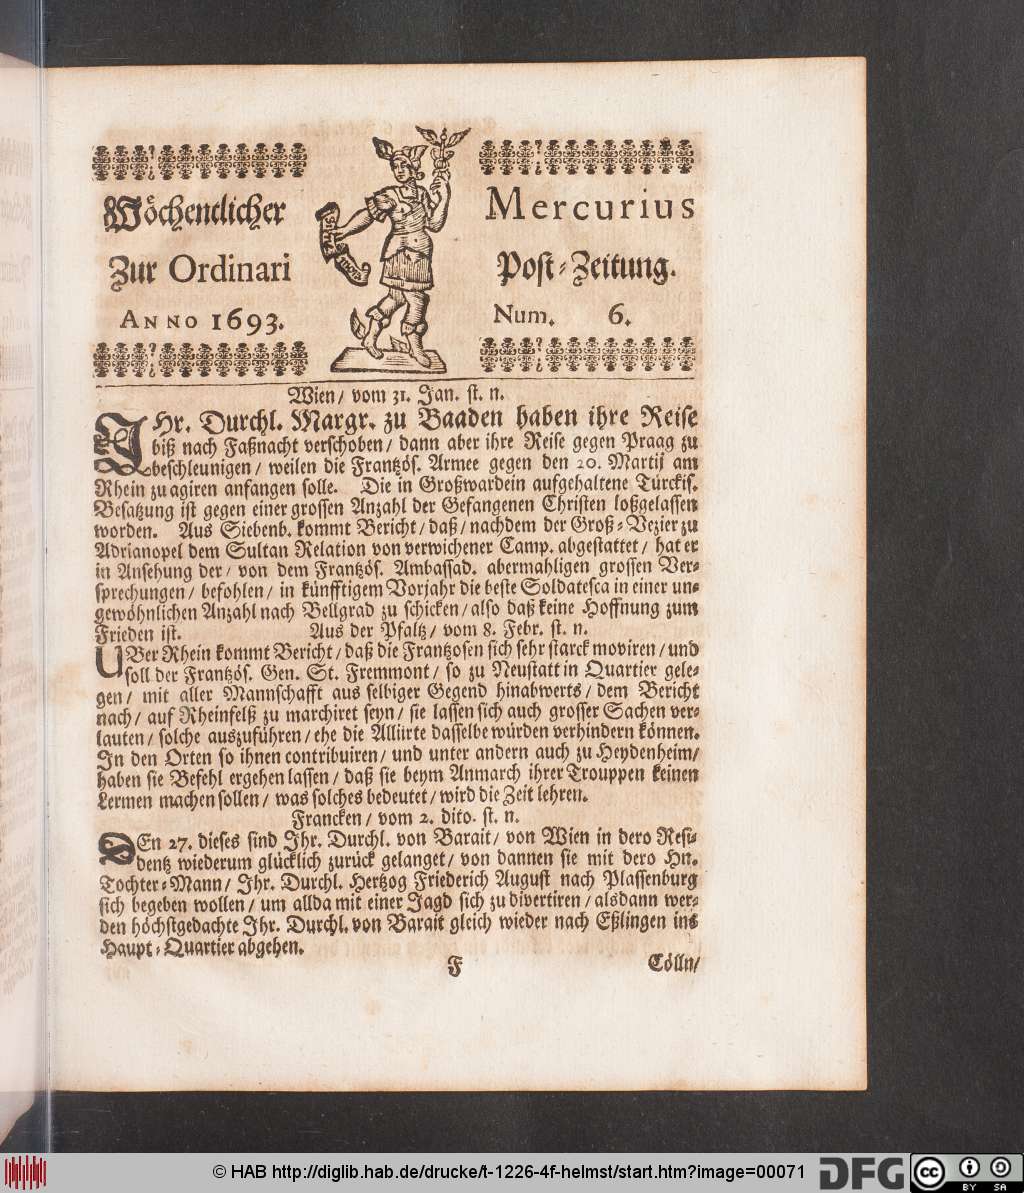 Wöchentlicher Mercurius
Zur Ordinari Post-Zeitung.
ANNO 1693. Num. 6.
Wien/ vom 31. Jan. st. n.
IHr. Durchl. Margr. zu Baaden haben ihre Reise
biß nach Faßnacht verschoben/ dann aber ihre Reise gegen Praag zu
beschleunigen/ weilen die Frantzös. Armee gegen den 20. Martij am
Rhein zu agiren anfangen solle. Die in Großwardein aufgehaltene Türckis.
Besatzung ist gegen einer grossen Anzahl der Gefangenen Christen loßgelassen
worden. Aus Siebenb. kommt Bericht/ daß/ nachdem der Groß-Vezier zu
Adrianopel dem Sultan Relation von verwichener Camp. abgestattet/ hat er
in Ansehung der/ von dem Frantzös. Ambassad. abermahligen grossen Ver-
sprechungen/ befohlen/ in künfftigem Vorjahr die beste Soldatesca in einer un-
gewöhnlichen Anzahl nach Bellgrad zu schicken/ also daß keine Hoffnung zum
Frieden ist. Aus der Pfaltz/ vom 8. Febr. st. n.
UBer Rhein kommt Bericht/ daß die Frantzosen sich sehr starck moviren/ und
soll der Frantzös. Gen. St. Fremmont/ so zu Neustatt in Quartier gele-
gen/ mit aller Mannschafft aus selbiger Gegend hinabwerts/ dem Bericht
nach/ auf Rheinfelß zu marchiret seyn/ sie lassen sich auch grosser Sachen ver-
lauten/ solche auszuführen/ ehe die Alliirte dasselbe würden verhindern können.
In den Orten so ihnen contribuiren/ und unter andern auch zu Heydenheim/
haben sie Befehl ergehen lassen/ daß sie beym Anmarch ihrer Trouppen keinen
Lermen machen sollen/ was solches bedeutet/ wird die Zeit lehren.
Francken/ vom 2. dito. st. n.
DEn 27. dieses sind Ihr. Durchl. von Barait/ von Wien in dero Resi-
dentz wiederum glücklich zurück gelanget/ von dannen sie mit dero Hn.
Tochter-Mann/ Ihr. Durchl. Hertzog Friederich August nach Plassenburg
sich begeben wollen/ um allda mit einer Jagd sich zu divertiren/ alsdann wer-
den höchstgedachte Ihr. Durchl. von Barait gleich wieder nach Eßlingen ins
Haupt-Quartier abgehen.
F Cölln/
© HAB http://diglib.hab.de/drucke/t-1226-4f-helmst/start.htm?image=00071
DFG
cc
BY SA